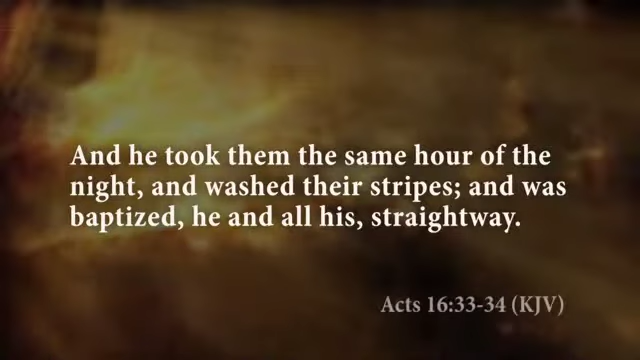 And he took them the same hour of the
night, and washed their stripes; and was
baptized, he and all his, straightway.
Acts 16:33-34 (KJV)